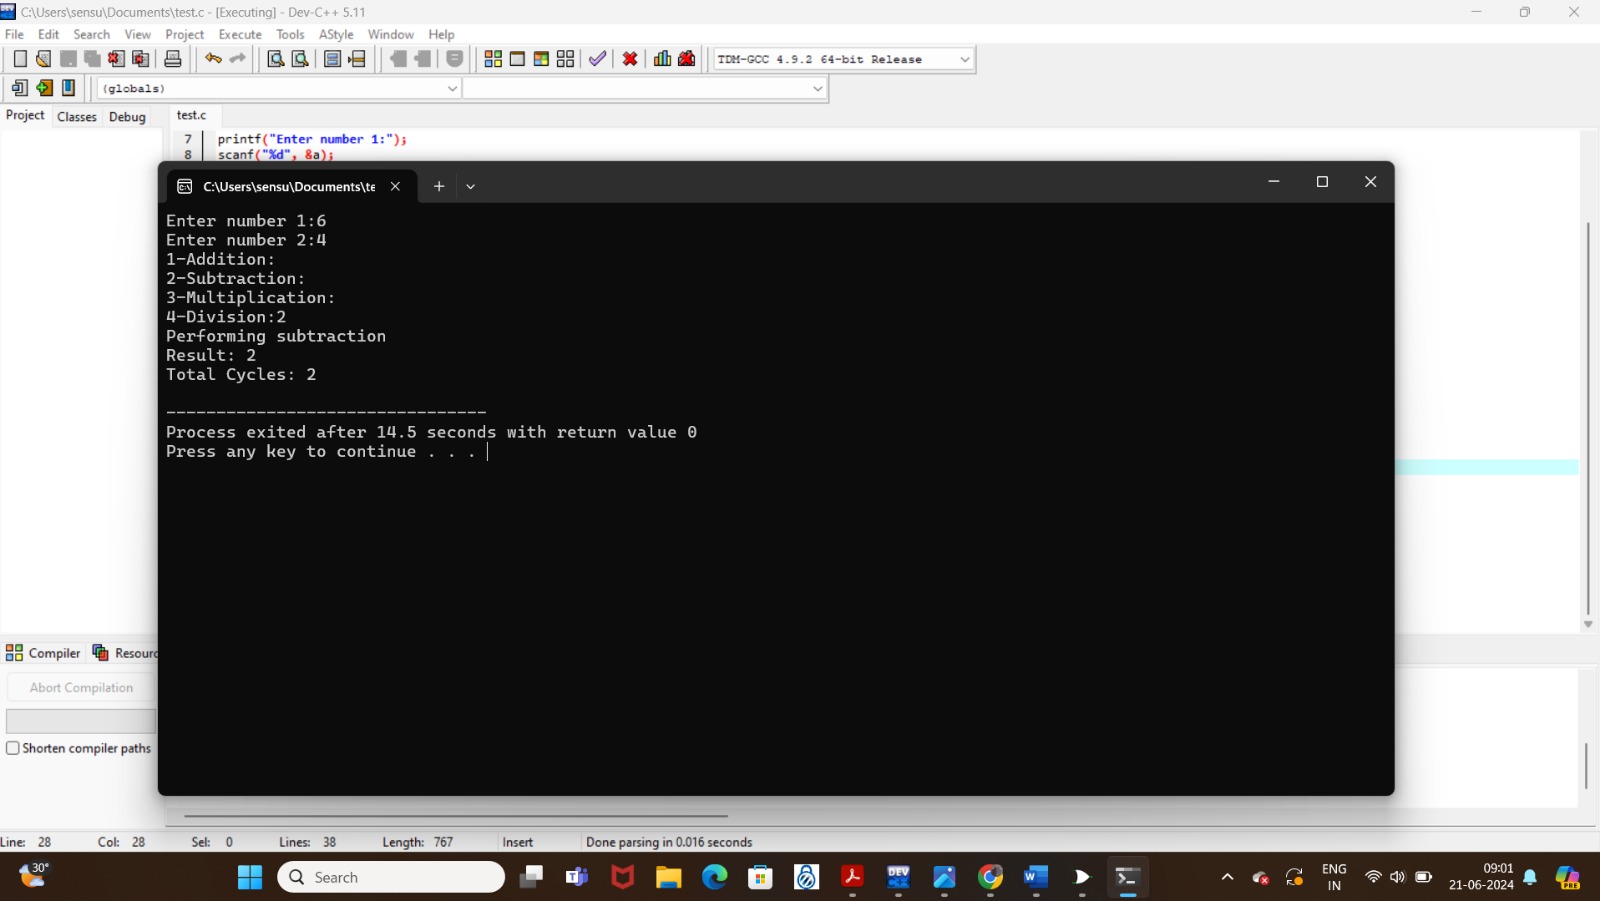 C:\Users\sensu\Documents\test.c - [Executing] - Dev-C++ 5.11
File Edit Search View Project Execute Tools AStyle Window Help
TDM-GCC 4.9.2 64-bit Release
(globals)
Project Classes Debug test.c
7 printf("Enter number 1:");
8 scanf("%d", &a);
C:\Users\sensu\Documents\te
Enter number 1:6
Enter number 2:4
1-Addition:
2-Subtraction:
3-Multiplication:
4-Division:2
Performing subtraction
Result: 2
Total Cycles: 2
--------------------------------
Process exited after 14.5 seconds with return value 0
Press any key to continue . . .
Compiler Resourc
Abort Compilation
Shorten compiler paths
Line: 28 Col: 28 Sel: 0 Lines: 38 Length: 767 Insert Done parsing in 0.016 seconds
30° Search DEV ENG 09:01
IN 21-06-2024 PRE